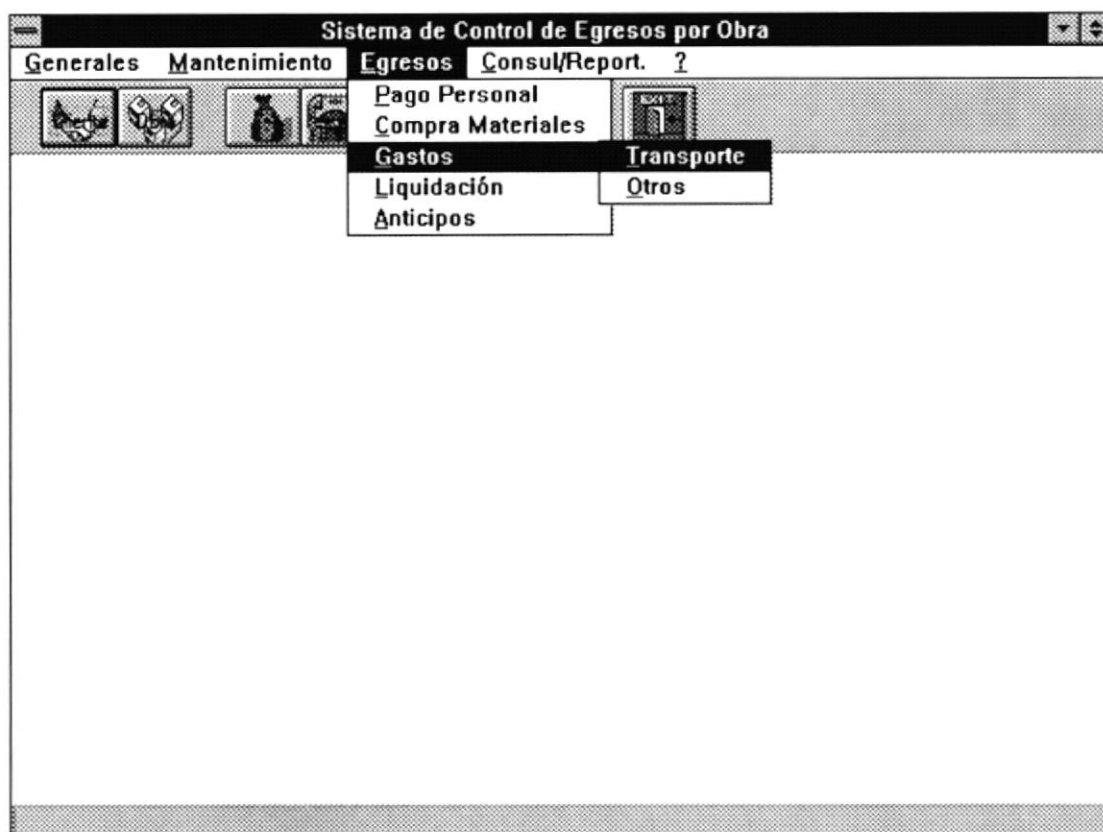 Sistema de Control de Egresos por Obra
Generales Mantenimiento Egresos Consul/Report. ?
EXIT
Pago Personal
Compra Materiales
Gastos Transporte
Liquidación Otros
Anticipos